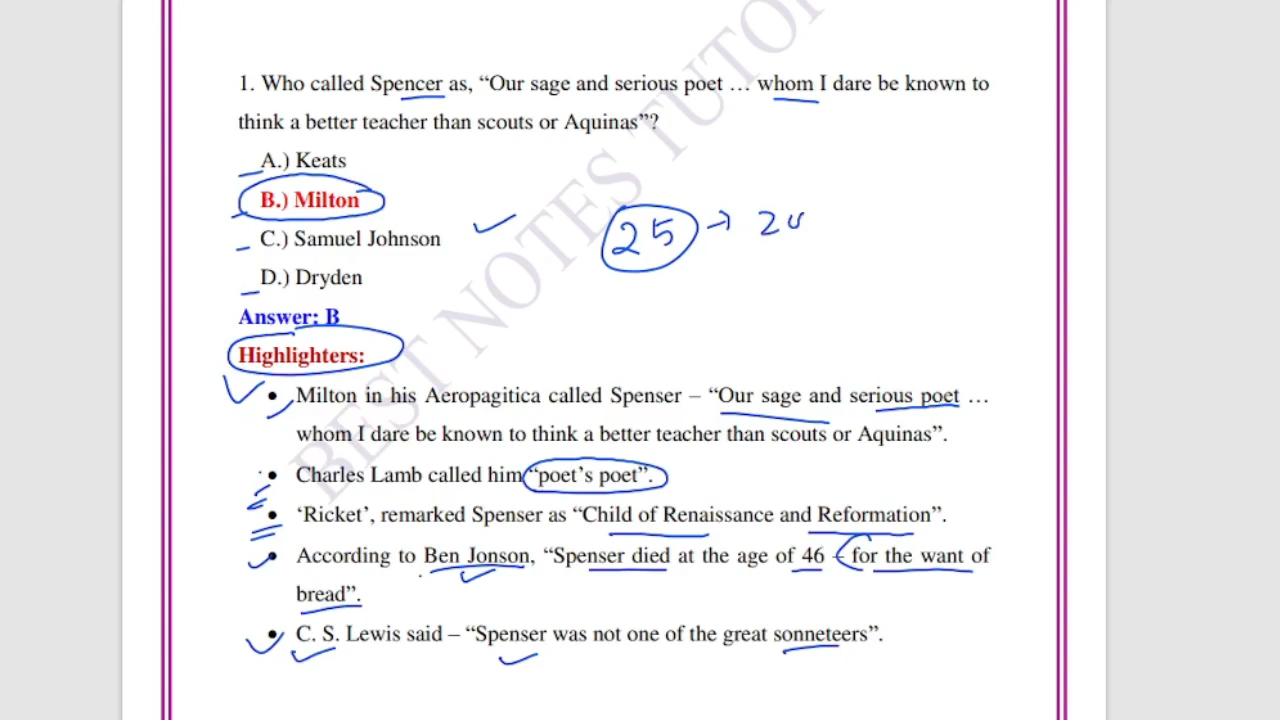 1. Who called Spencer as, “Our sage and serious poet … whom I dare be known to
think a better teacher than scouts or Aquinas”?
A.) Keats
B.) Milton
25 → 20
C.) Samuel Johnson
D.) Dryden
Answer: B
Highlighters:
• Milton in his Aeropagitica called Spenser – “Our sage and serious poet …
whom I dare be known to think a better teacher than scouts or Aquinas”.
• Charles Lamb called him “poet’s poet”.
• ‘Ricket’, remarked Spenser as “Child of Renaissance and Reformation”.
• According to Ben Jonson, “Spenser died at the age of 46 – for the want of
bread”.
• C. S. Lewis said – “Spenser was not one of the great sonneteers”.
BEST NOTES TUTOR